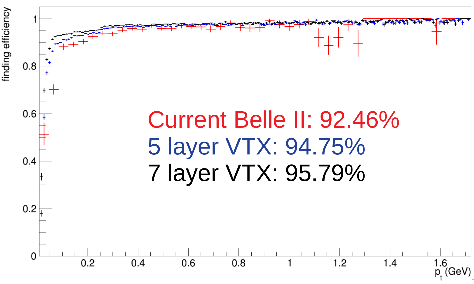 finding efficiency
1
0.8
0.6
0.4
0.2
0
Current Belle II: 92.46%
5 layer VTX: 94.75%
7 layer VTX: 95.79%
0.2 0.4 0.6 0.8 1 1.2 1.4 1.6
pt (GeV)